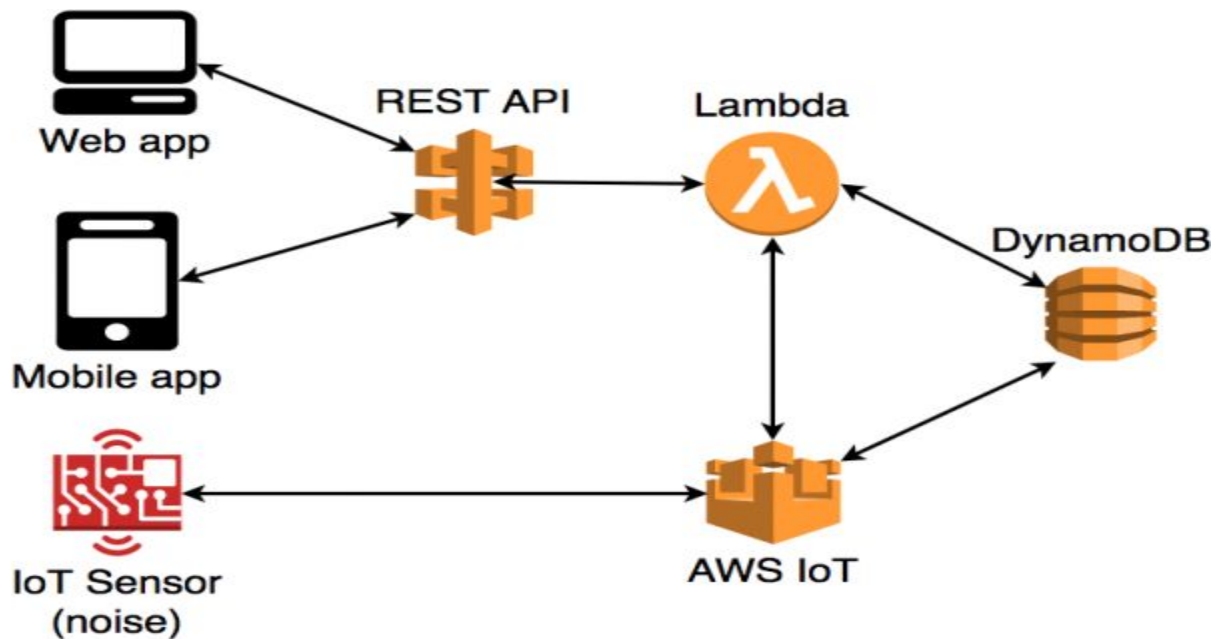 Web app
REST API
Lambda
DynamoDB
Mobile app
IoT Sensor
(noise)
AWS IoT